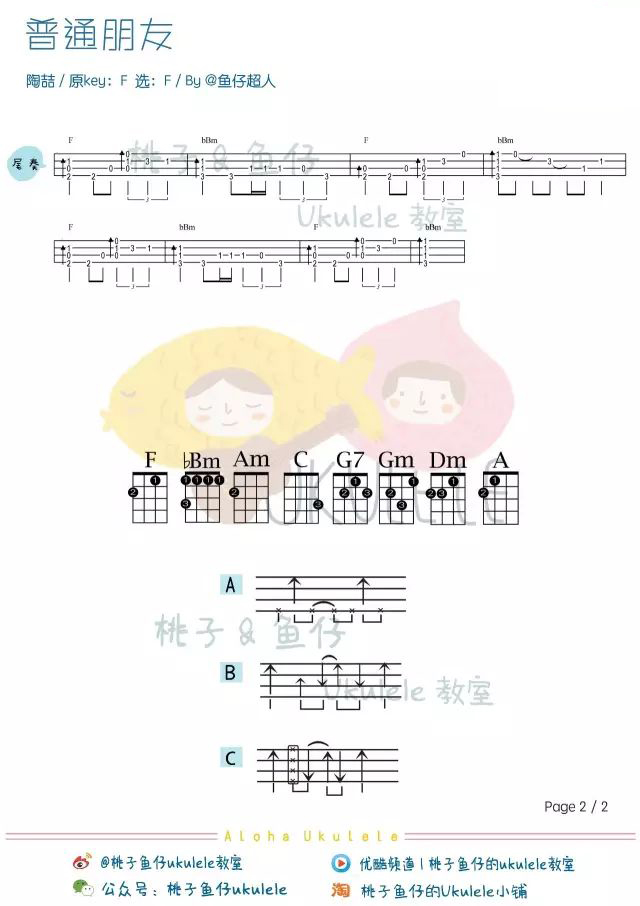 普通朋友
陶喆 / 原key：F 选：F / By @鱼仔超人
F bBm F bBm
尾奏
桃子 & 鱼仔
Ukulele 教室
F bBm F bBm
F ♭Bm Am C G7 Gm Dm A
UKULELE
A
桃子 & 鱼仔
B
Ukulele 教室
C
Page 2 / 2
Aloha Ukulele
@桃子鱼仔ukulele教室
优酷频道 | 桃子鱼仔的ukulele教室
公众号：桃子鱼仔ukulele
淘 桃子鱼仔的Ukulele小铺